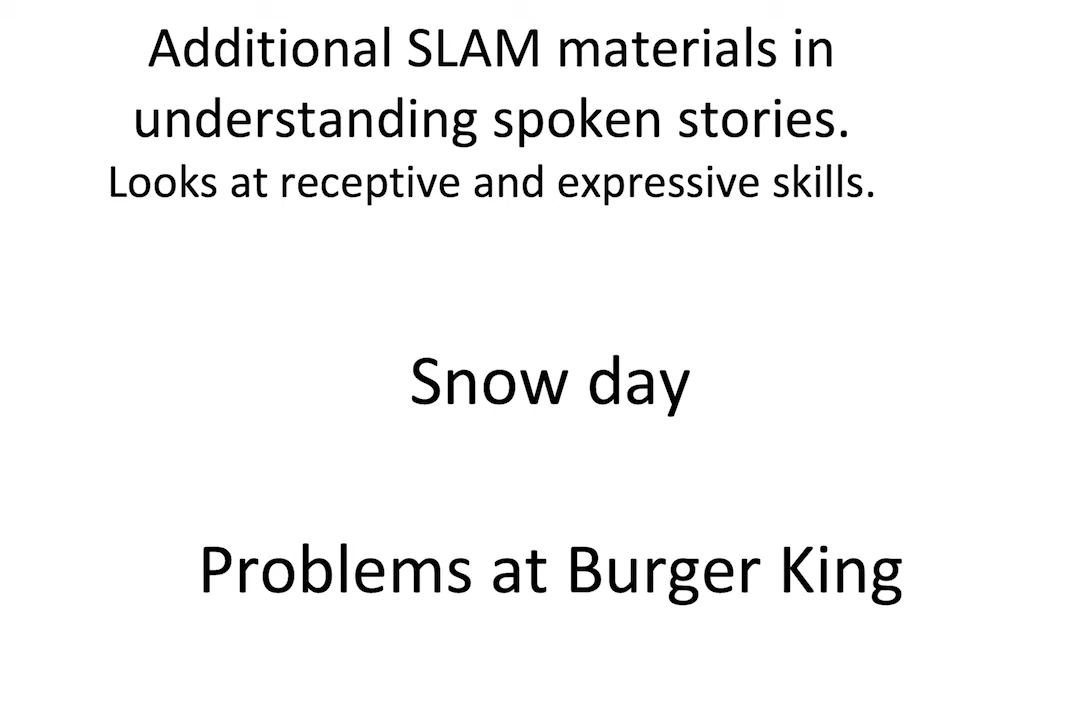 Additional SLAM materials in
understanding spoken stories.
Looks at receptive and expressive skills.
Snow day
Problems at Burger King